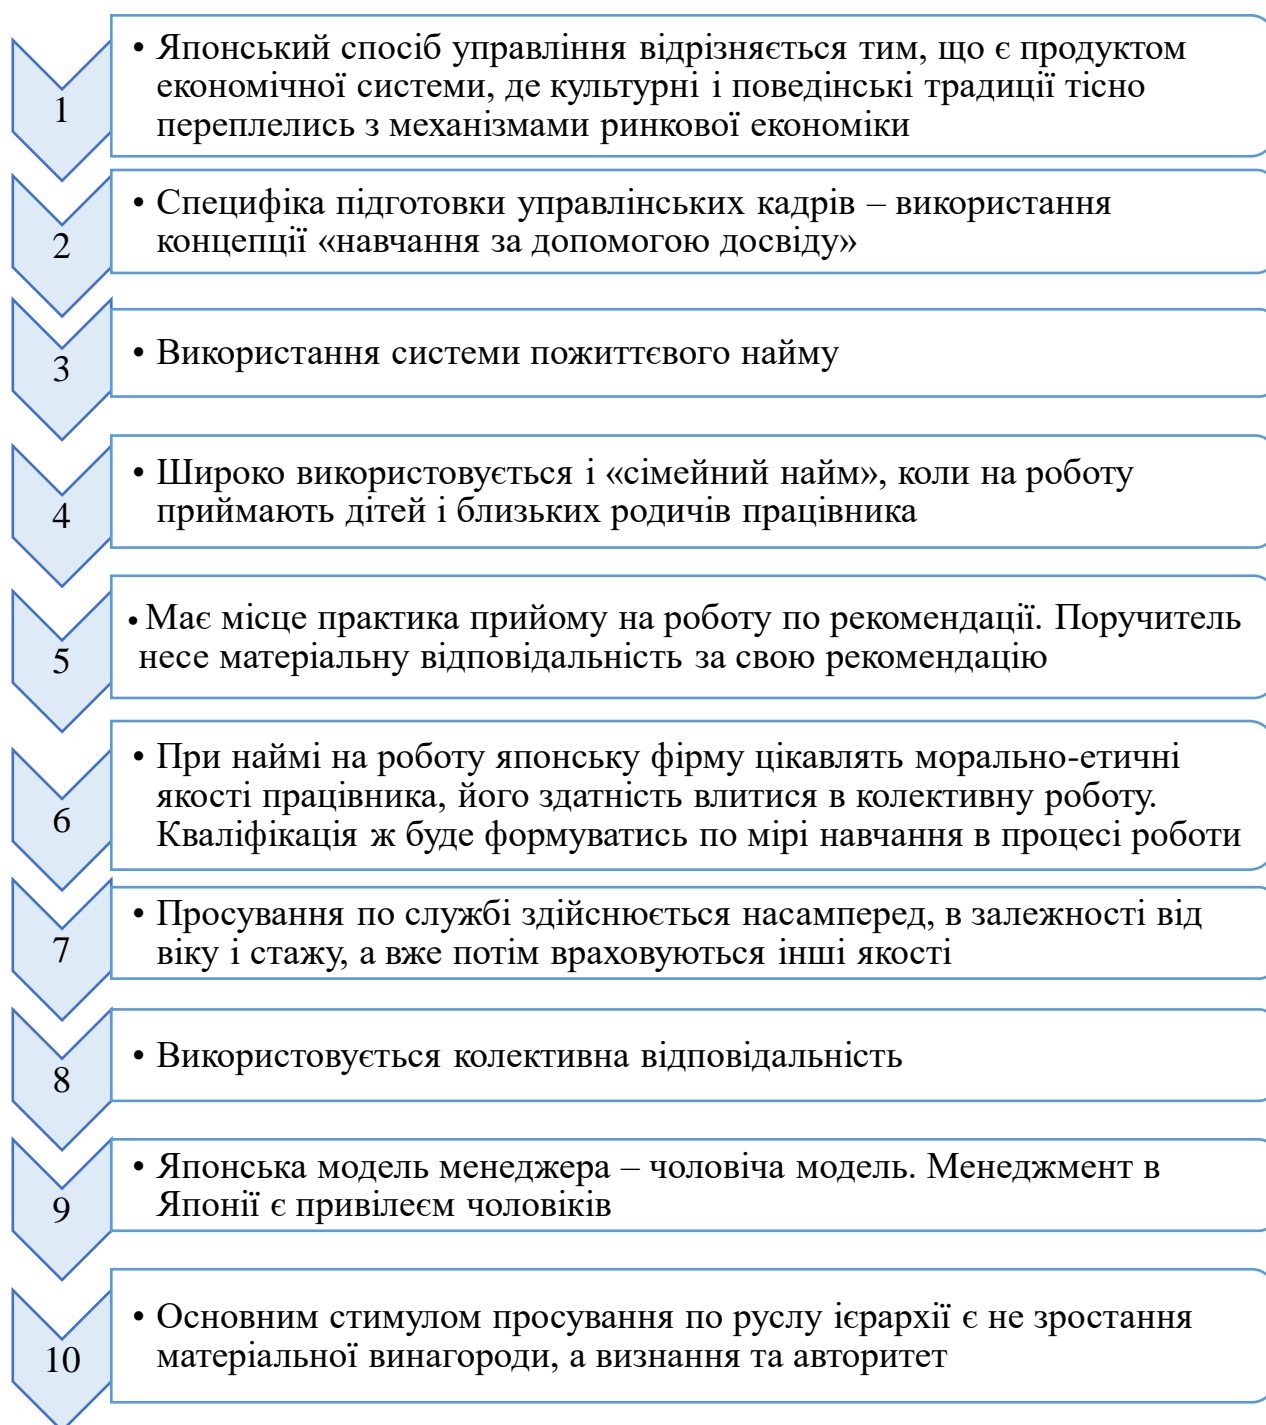 1
• Японський спосіб управління відрізняється тим, що є продуктом
економічної системи, де культурні і поведінські традиції тісно
переплелись з механізмами ринкової економіки
2
• Специфіка підготовки управлінських кадрів – використання
концепції «навчання за допомогою досвіду»
3
• Використання системи пожиттєвого найму
4
• Широко використовується і «сімейний найм», коли на роботу
приймають дітей і близьких родичів працівника
5
• Має місце практика прийому на роботу по рекомендації. Поручитель
несе матеріальну відповідальність за свою рекомендацію
6
• При наймі на роботу японську фірму цікавлять морально-етичні
якості працівника, його здатність влитися в колективну роботу.
Кваліфікація ж буде формуватись по мірі навчання в процесі роботи
7
• Просування по службі здійснюється насамперед, в залежності від
віку і стажу, а вже потім враховуються інші якості
8
• Використовується колективна відповідальність
9
• Японська модель менеджера – чоловіча модель. Менеджмент в
Японії є привілеєм чоловіків
10
• Основним стимулом просування по руслу ієрархії є не зростання
матеріальної винагороди, а визнання та авторитет